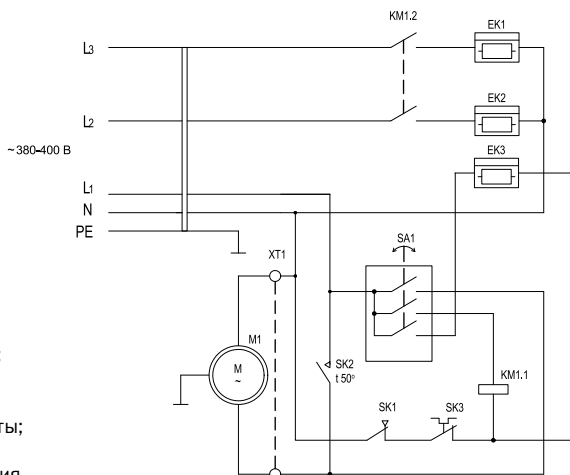 KM1.2
EK1
L3
EK2
L2
~380-400 В
EK3
L1
N
PE
SA1
XT1
M1
M
~
SK2
t 50°
KM1.1
SK1
SK3
ты;
ия